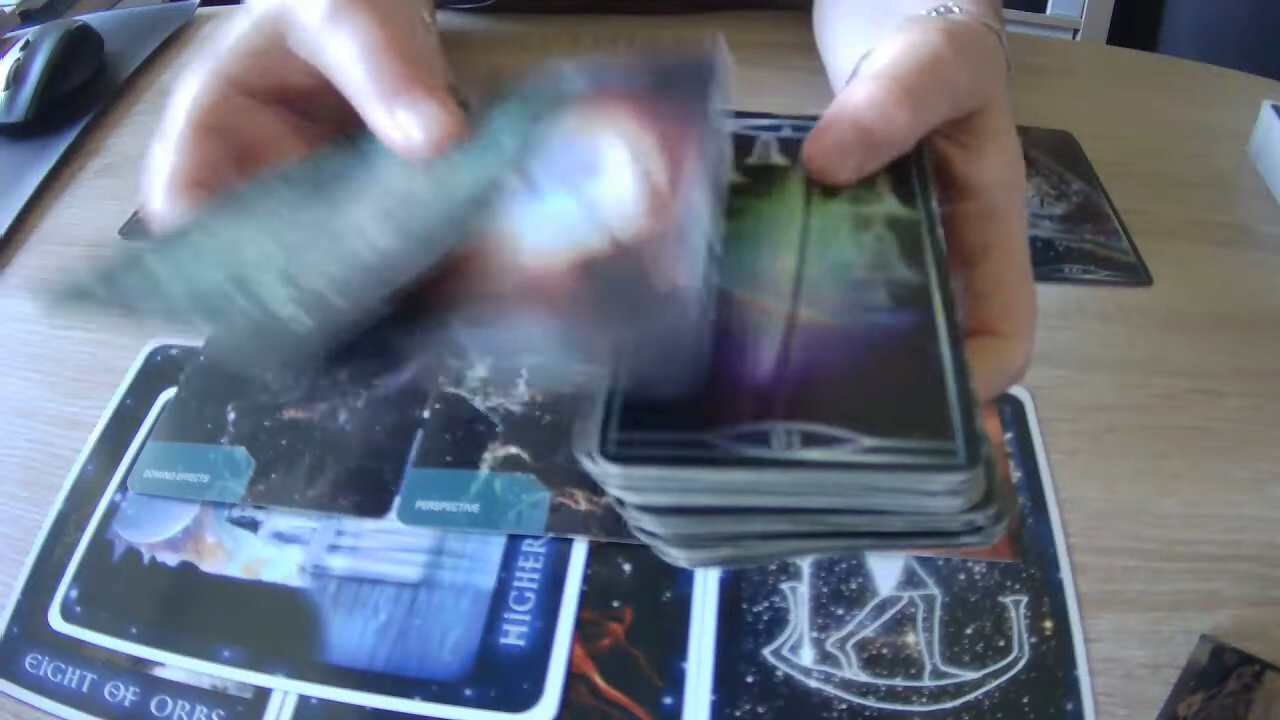 DOMINO EFFECTS
PERSPECTIVE
HiGHER
EiGHT OF ORBS